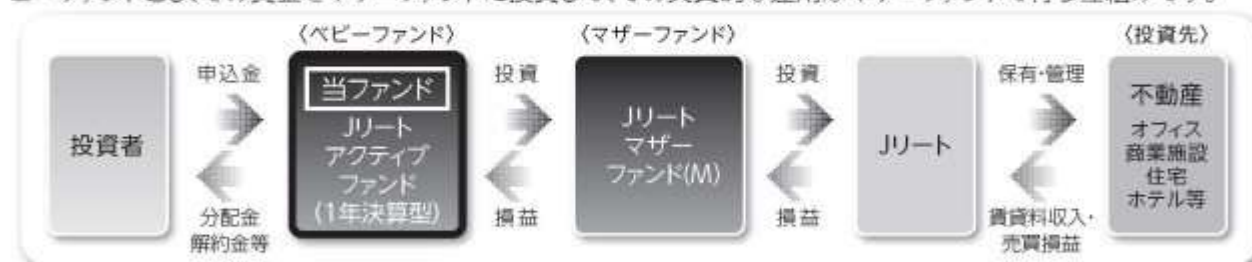 〈ベビーファンド〉
〈マザーファンド〉
〈投資先〉
投資者
申込金
分配金
解約金等
当ファンド
Jリート
アクティブ
ファンド
(1年決算型)
投資
損益
Jリート
マザー
ファンド(M)
投資
損益
Jリート
保有・管理
賃貸料収入・
売買損益
不動産
オフィス
商業施設
住宅
ホテル等